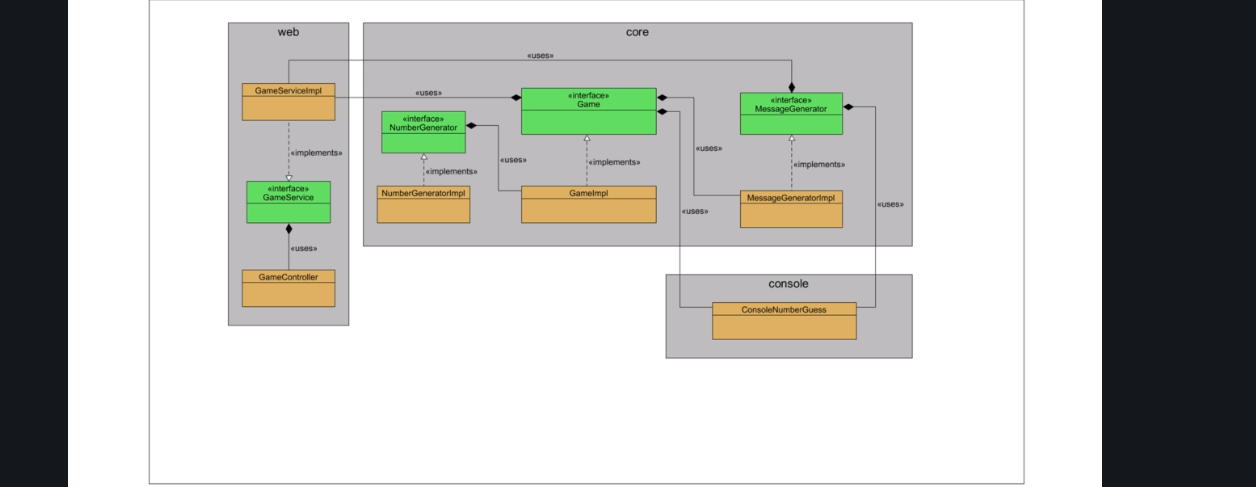 web
core
«uses»
GameServiceImpl
«uses»
«interface»
Game
«interface»
MessageGenerator
«interface»
NumberGenerator
«implements»
«uses»
«implements»
«uses»
«implements»
«implements»
«interface»
GameService
NumberGeneratorImpl
GameImpl
MessageGeneratorImpl
«uses»
«uses»
«uses»
GameController
console
ConsoleNumberGuess